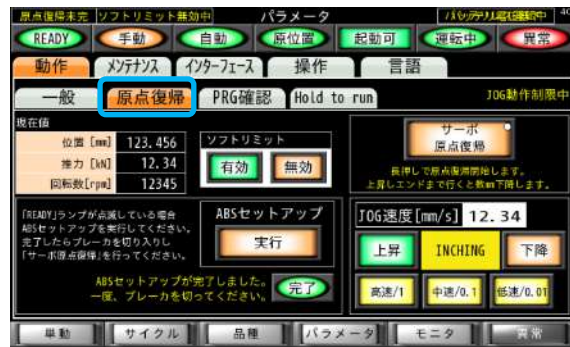 原点復帰未完 ソフトリミット無効中 パラメータ
READY 手動 自動 原位置 起動可 運転中 異常
動作 メンテナンス インターフェース 操作 言語
一般 原点復帰 PRG確認 Hold to run JOG動作制限中
現在値
位置 [mm] 123.456
推力 [kN] 12.34
回転数[rpm] 12345
ソフトリミット
有効 無効
サーボ
原点復帰
長押しで原点復帰開始します。
上昇しエンドまで行くと数mm下降します。
「READY」ランプが点滅している場合
ABSセットアップを実行してください。
完了したらブレーカを切り入りし
「サーボ原点復帰」を行ってください。
ABSセットアップ
実行
ABSセットアップが完了しました。
一度、ブレーカを切ってください。
完了
JOG速度[mm/s] 12.34
上昇 INCHING 下降
高速/1 中速/0.1 低速/0.01
単動 サイクル 品種 パラメータ モニタ 異常